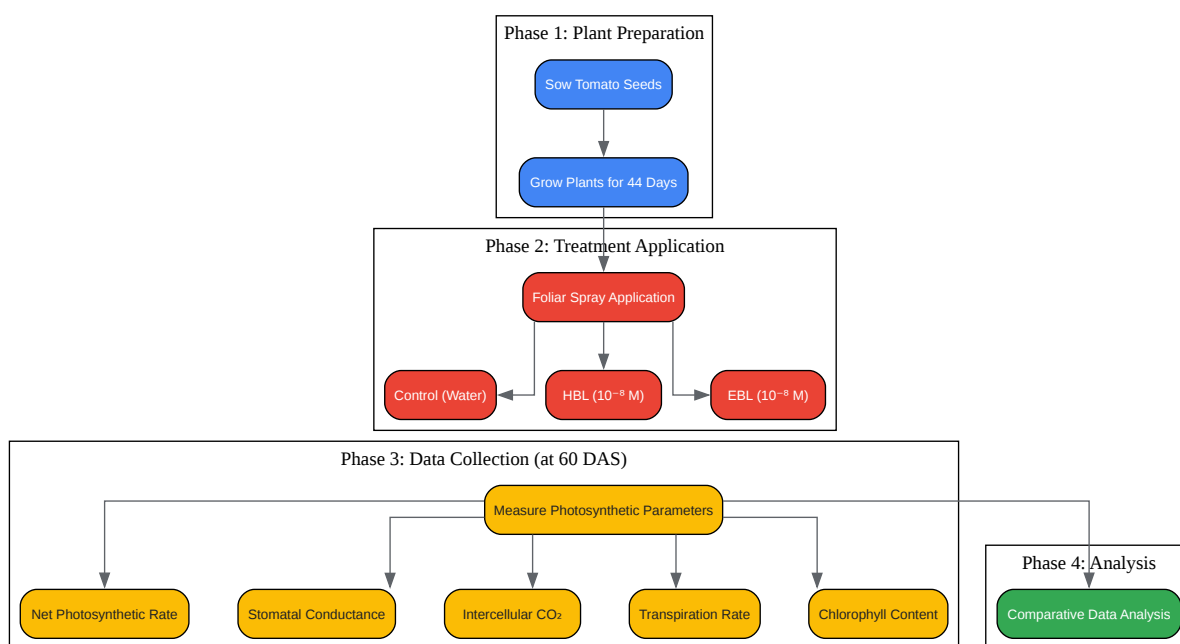 Phase 1: Plant Preparation
Sow Tomato Seeds
Grow Plants for 44 Days
Phase 2: Treatment Application
Foliar Spray Application
Control (Water)
HBL (10⁻⁸ M)
EBL (10⁻⁸ M)
Phase 3: Data Collection (at 60 DAS)
Measure Photosynthetic Parameters
Net Photosynthetic Rate
Stomatal Conductance
Intercellular CO₂
Transpiration Rate
Chlorophyll Content
Phase 4: Analysis
Comparative Data Analysis